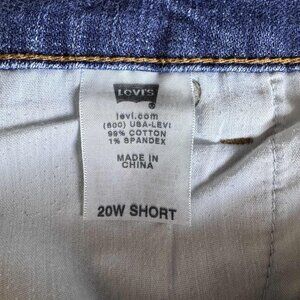 LEVI'S
levi.com
(800) USA-LEVI
99% COTTON
1% SPANDEX
MADE IN
CHINA
20W SHORT